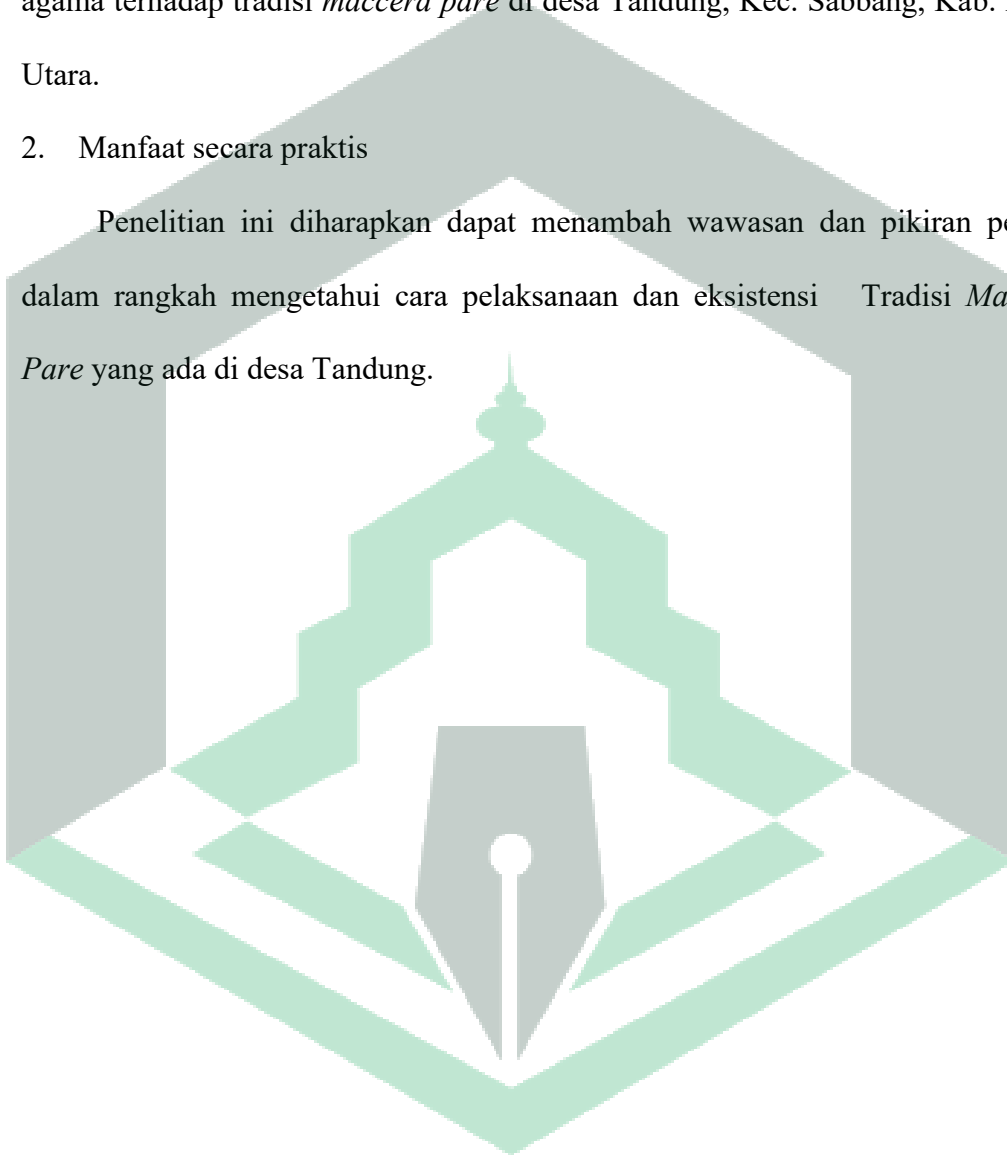 agama terhadap tradisi maccera pare di desa Tandung, Kec. Sabbang, Kab.
Utara.
2. Manfaat secara praktis
Penelitian ini diharapkan dapat menambah wawasan dan pikiran
dalam rangkah mengetahui cara pelaksanaan dan eksistensi Tradisi
Pare yang ada di desa Tandung.